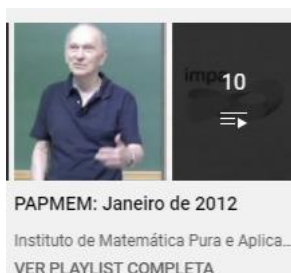 impa
10
PAPMEM: Janeiro de 2012
Instituto de Matemática Pura e Aplica...
VER PLAYLIST COMPLETA